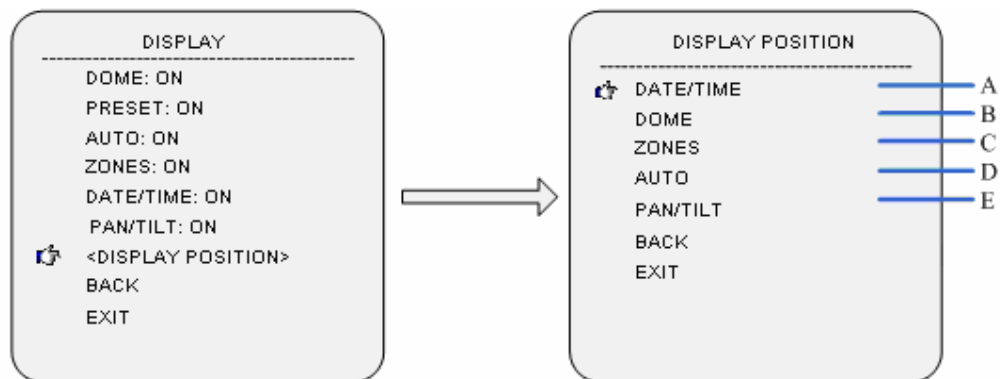 DISPLAY
DOME: ON
PRESET: ON
AUTO: ON
ZONES: ON
DATE/TIME: ON
PAN/TILT: ON
<DISPLAY POSITION>
BACK
EXIT
DISPLAY POSITION
DATE/TIME
DOME
ZONES
AUTO
PAN/TILT
BACK
EXIT
A
B
C
D
E